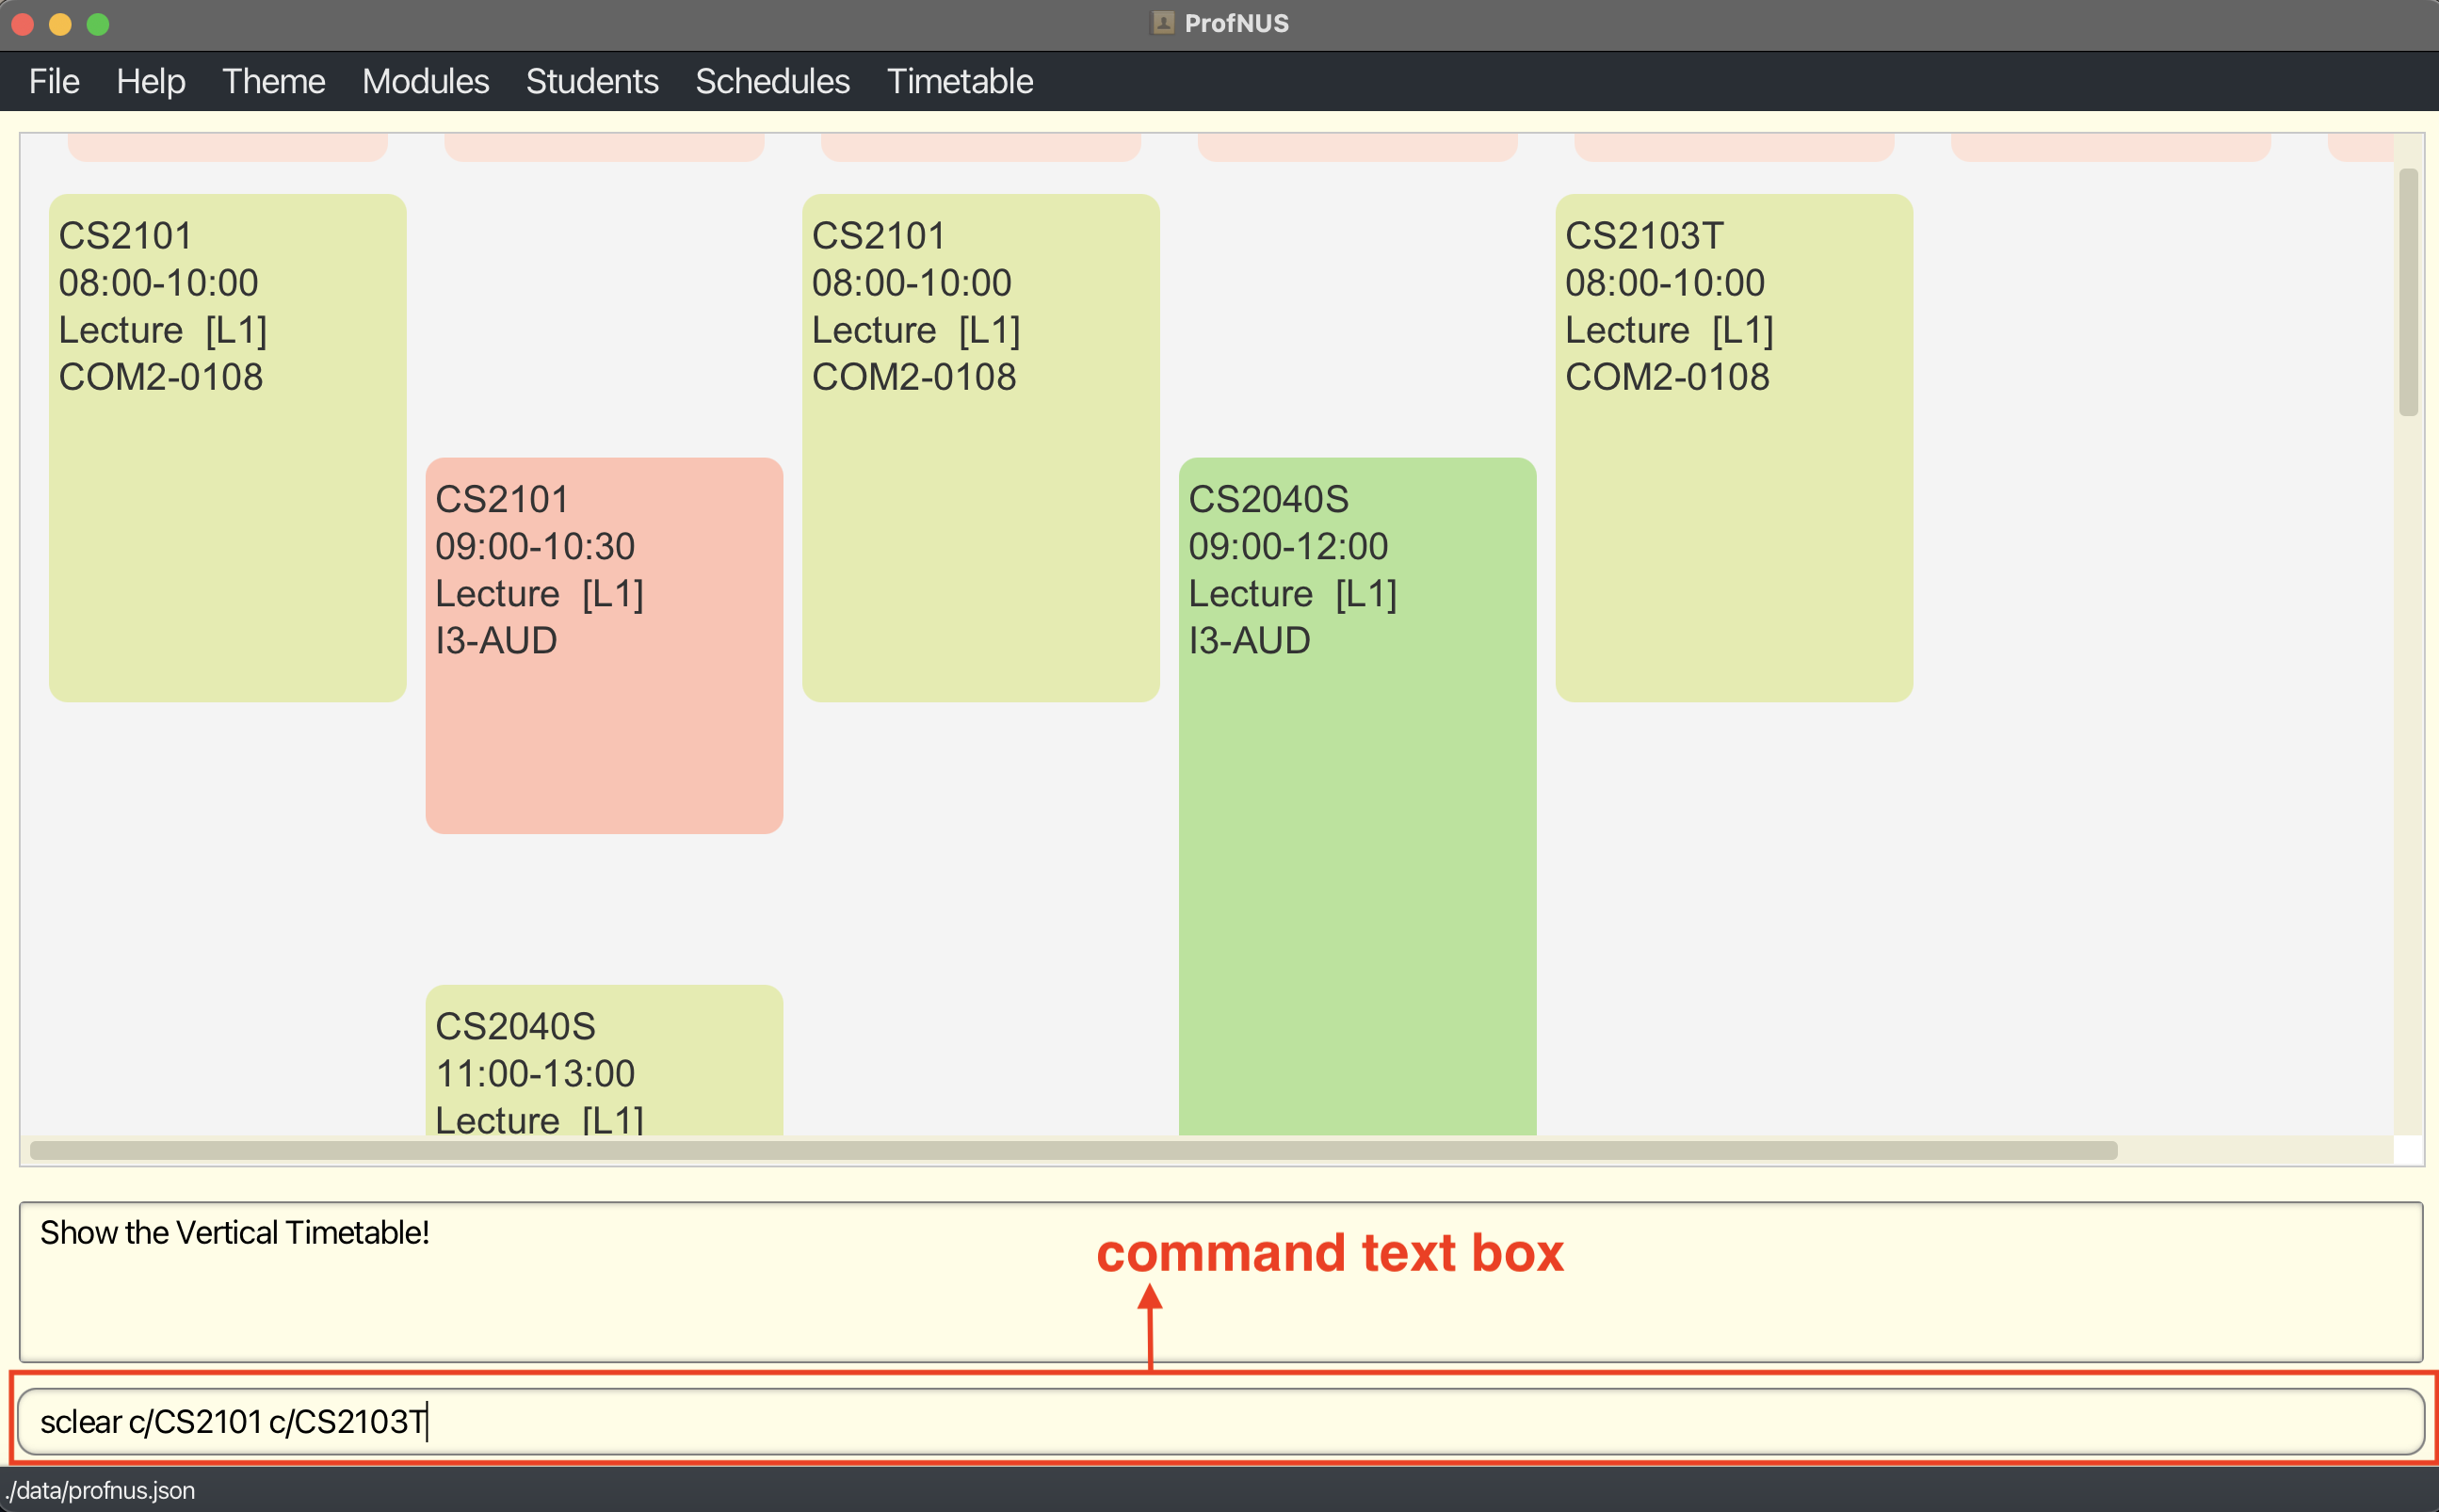 ProfNUS
File Help Theme Modules Students Schedules Timetable
CS2101
08:00-10:00
Lecture [L1]
COM2-0108
CS2101
09:00-10:30
Lecture [L1]
I3-AUD
CS2040S
11:00-13:00
Lecture [L1]
CS2101
08:00-10:00
Lecture [L1]
COM2-0108
CS2040S
09:00-12:00
Lecture [L1]
I3-AUD
CS2103T
08:00-10:00
Lecture [L1]
COM2-0108
Show the Vertical Timetable!
command text box
sclear c/CS2101 c/CS2103T
./data/profnus.json